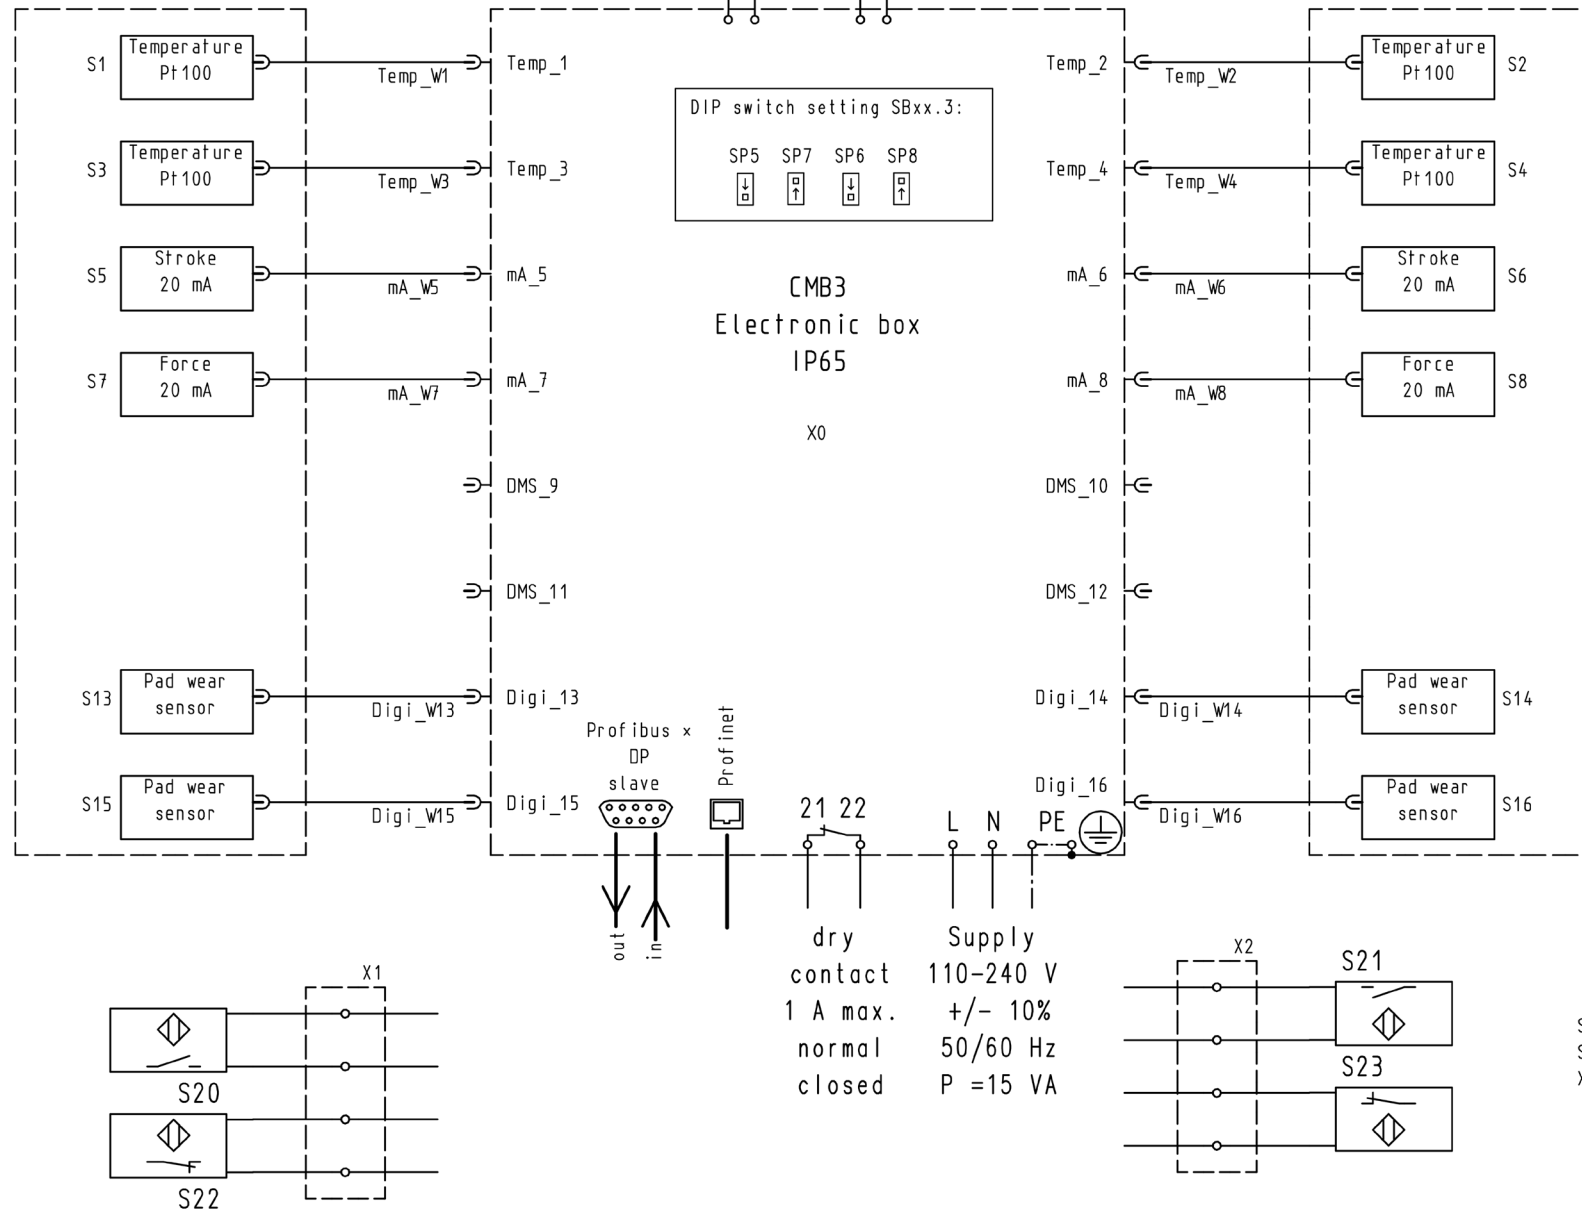 Temperature
Pt100
S1
Temp_W1
Temp_1
Temp_2
Temp_W2
Temperature
Pt100
S2
DIP switch setting SBxx.3:
SP5 SP7 SP6 SP8
Temperature
Pt100
S3
Temp_W3
Temp_3
Temp_4
Temp_W4
Temperature
Pt100
S4
Stroke
20 mA
S5
mA_W5
mA_5
CMB3
Electronic box
IP65
mA_6
mA_W6
Stroke
20 mA
S6
Force
20 mA
S7
mA_W7
mA_7
mA_8
mA_W8
Force
20 mA
S8
X0
DMS_9
DMS_10
DMS_11
DMS_12
Pad wear
sensor
S13
Digi_W13
Digi_13
Digi_14
Digi_W14
Pad wear
sensor
S14
Profibus x
DP
slave
Profinet
Pad wear
sensor
S15
Digi_W15
Digi_15
21 22
L N PE
Digi_16
Digi_W16
Pad wear
sensor
S16
out
in
dry
contact
1 A max.
normal
closed
Supply
110-240 V
+/- 10%
50/60 Hz
P =15 VA
X1
S20
S22
X2
S21
S23